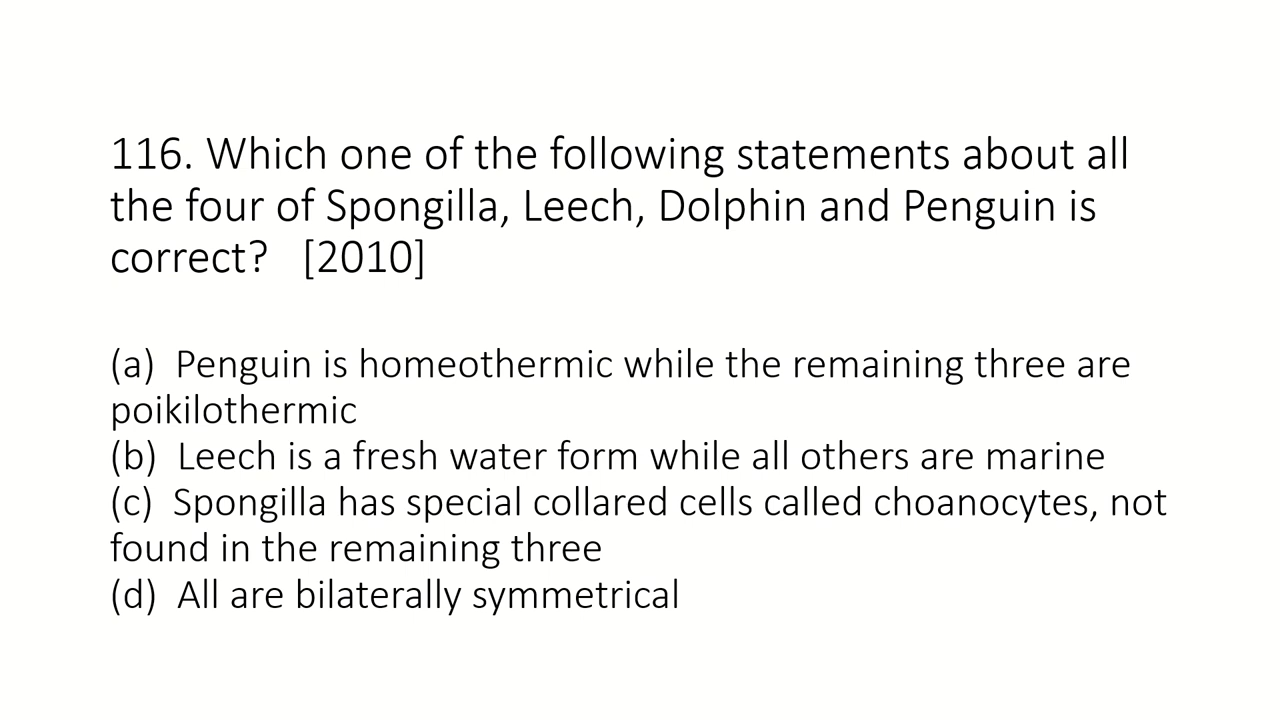 116. Which one of the following statements about all
the four of Spongilla, Leech, Dolphin and Penguin is
correct? [2010]
(a) Penguin is homeothermic while the remaining three are
poikilothermic
(b) Leech is a fresh water form while all others are marine
(c) Spongilla has special collared cells called choanocytes, not
found in the remaining three
(d) All are bilaterally symmetrical